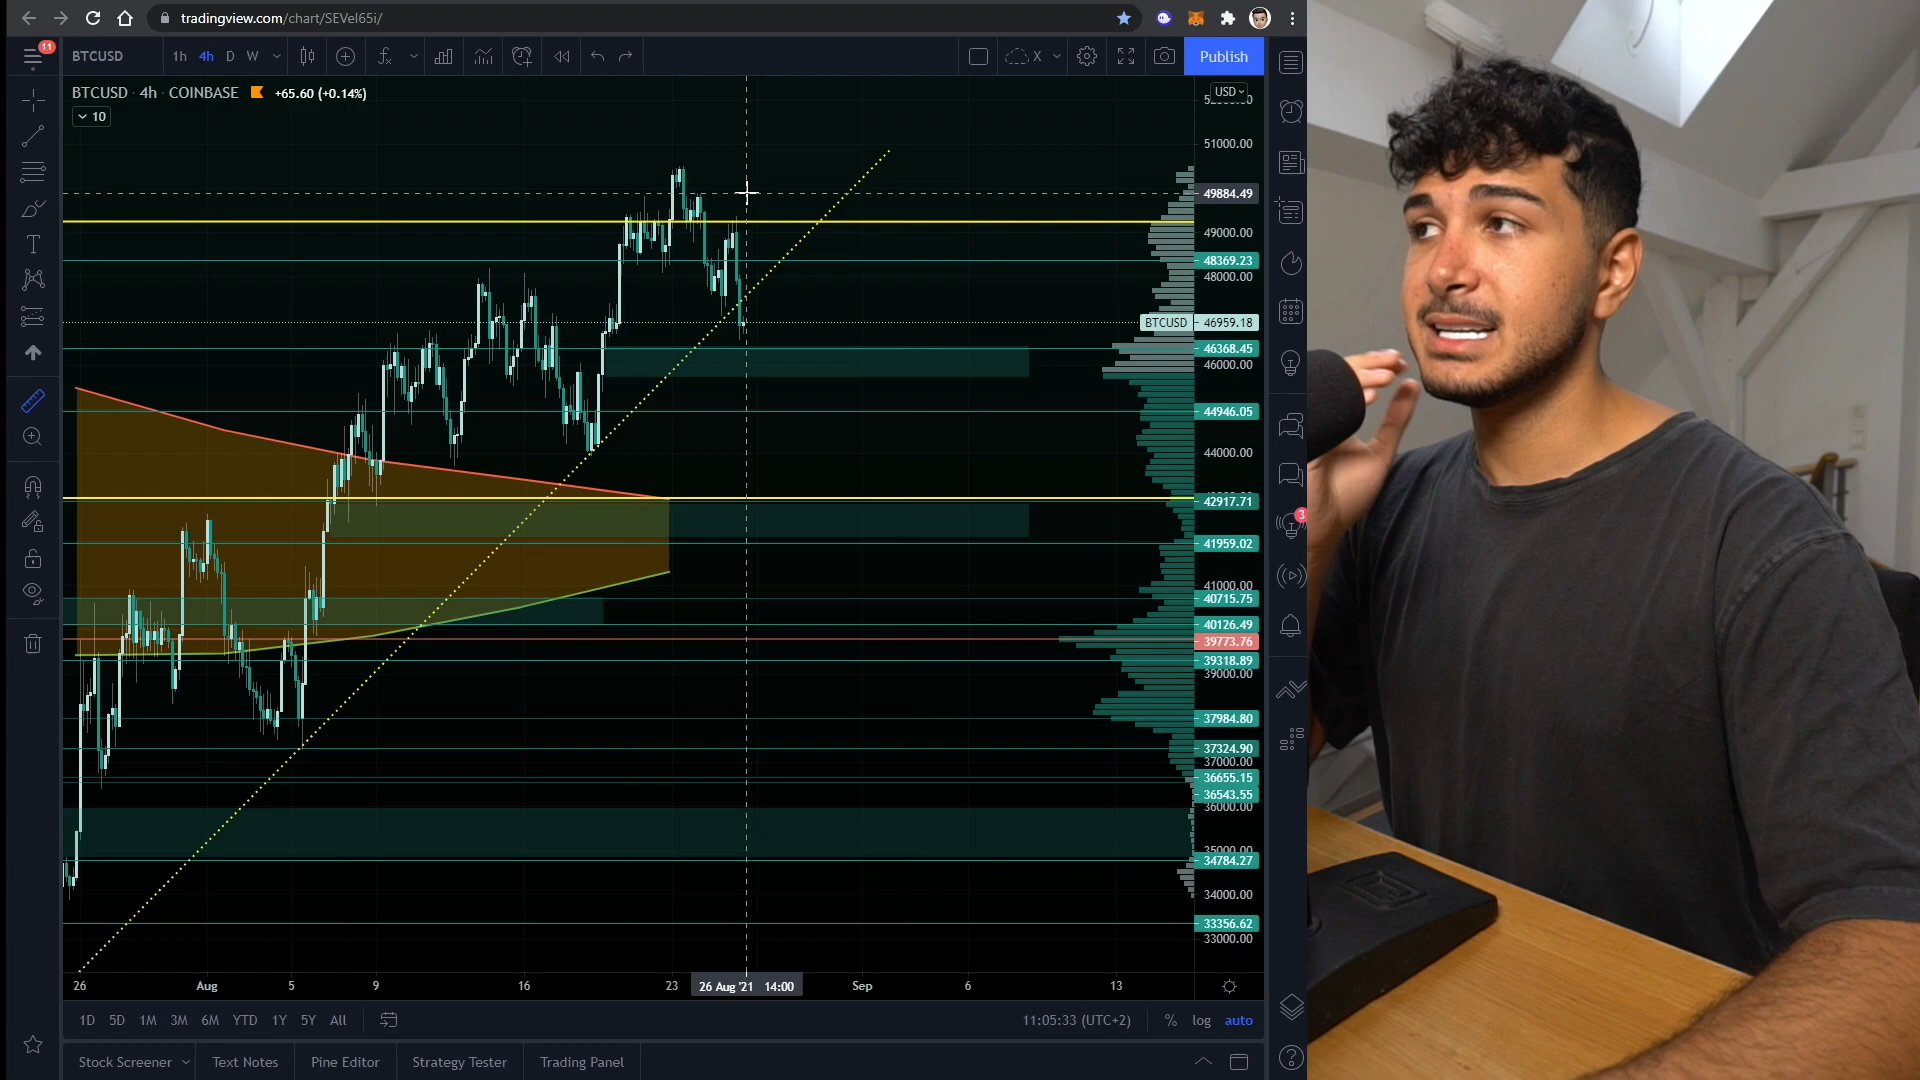 tradingview.com/chart/SEVel65i/
11
BTCUSD
1h 4h D W
X
Publish
BTCUSD · 4h · COINBASE +65.60 (+0.14%)
10
USD
51000.00
49884.49
49000.00
48369.23
48000.00
BTCUSD 46959.18
46368.45
46000.00
44946.05
44000.00
42917.71
3
41959.02
41000.00
40715.75
40126.49
39773.76
39318.89
39000.00
37984.80
37324.90
37000.00
36655.15
36543.55
36000.00
35000.00
34784.27
34000.00
33356.62
33000.00
26 Aug 5 9 16 23 26 Aug '21 14:00 Sep 6 13
1D 5D 1M 3M 6M YTD 1Y 5Y All 11:05:33 (UTC+2) % log auto
Stock Screener Text Notes Pine Editor Strategy Tester Trading Panel